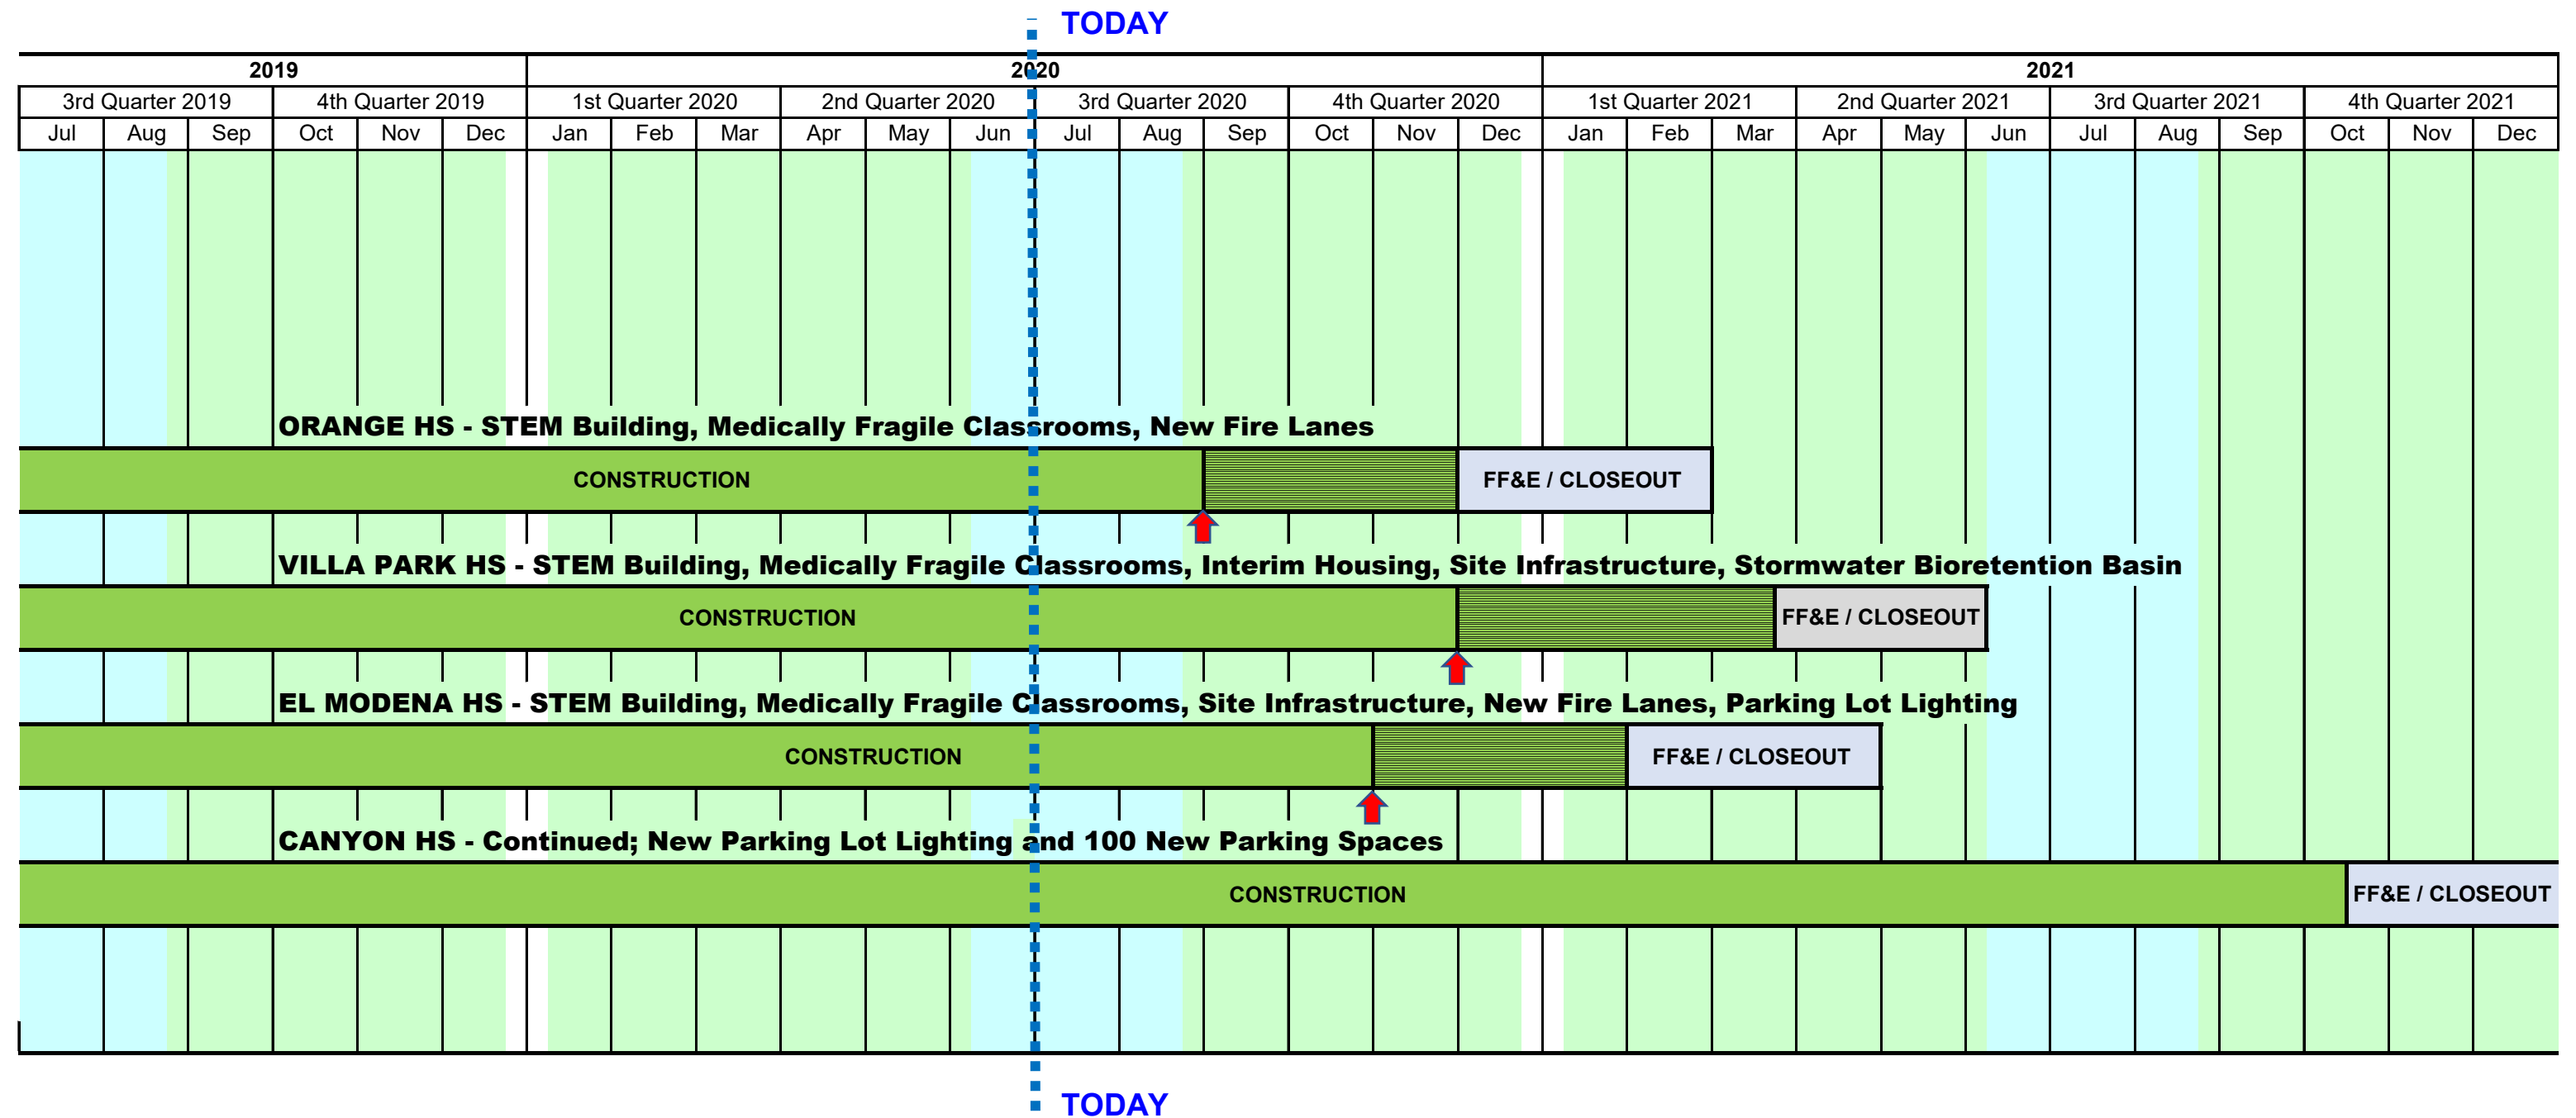 TODAY
2019 2020 2021
3rd Quarter 2019 4th Quarter 2019 1st Quarter 2020 2nd Quarter 2020 3rd Quarter 2020 4th Quarter 2020 1st Quarter 2021 2nd Quarter 2021 3rd Quarter 2021 4th Quarter 2021
Jul Aug Sep Oct Nov Dec Jan Feb Mar Apr May Jun Jul Aug Sep Oct Nov Dec Jan Feb Mar Apr May Jun Jul Aug Sep Oct Nov Dec
ORANGE HS - STEM Building, Medically Fragile Classrooms, New Fire Lanes
CONSTRUCTION FF&E / CLOSEOUT
VILLA PARK HS - STEM Building, Medically Fragile Classrooms, Interim Housing, Site Infrastructure, Stormwater Bioretention Basin
CONSTRUCTION FF&E / CLOSEOUT
EL MODENA HS - STEM Building, Medically Fragile Classrooms, Site Infrastructure, New Fire Lanes, Parking Lot Lighting
CONSTRUCTION FF&E / CLOSEOUT
CANYON HS - Continued; New Parking Lot Lighting and 100 New Parking Spaces
CONSTRUCTION FF&E / CLOSEOUT
TODAY